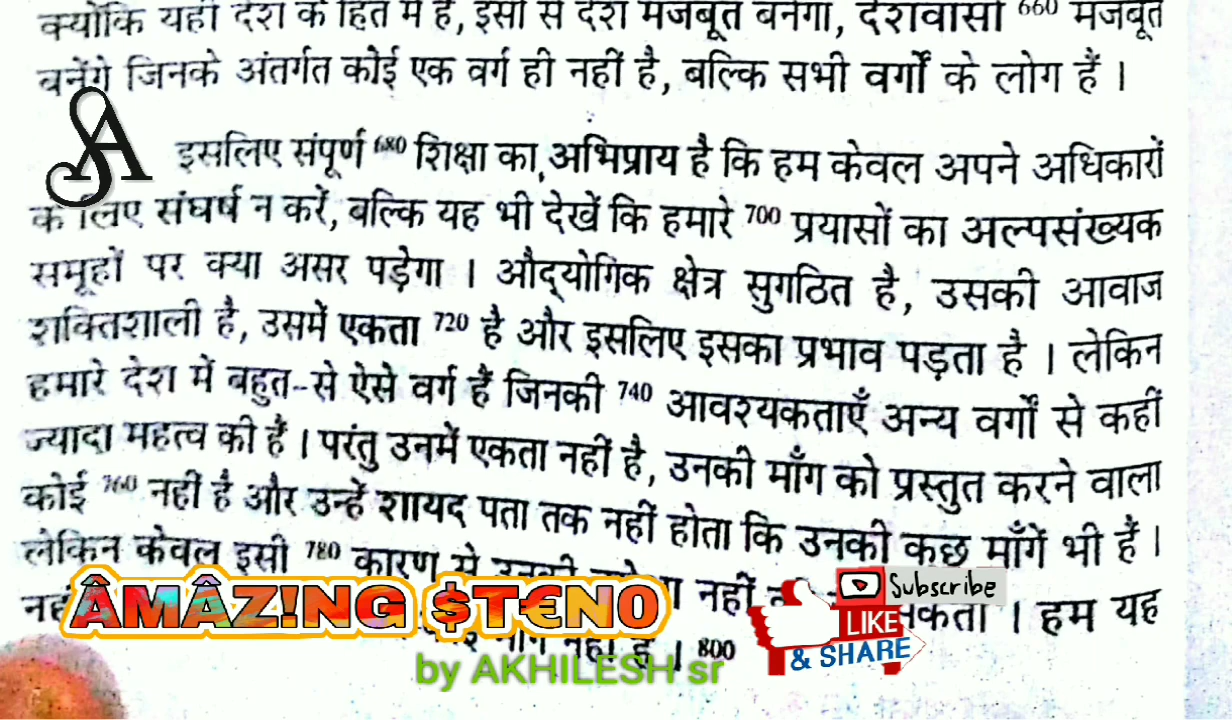 क्योंकि यही देश के हित में है, इसी से देश मजबूत बनेगा, देशवासी 660 मजबूत
बनेंगे जिनके अंतर्गत कोई एक वर्ग ही नहीं है, बल्कि सभी वर्गों के लोग हैं ।
SA
इसलिए संपूर्ण 680 शिक्षा का अभिप्राय है कि हम केवल अपने अधिकारों
के लिए संघर्ष न करें, बल्कि यह भी देखें कि हमारे 700 प्रयासों का अल्पसंख्यक
समूहों पर क्या असर पड़ेगा । औद्योगिक क्षेत्र सुगठित है, उसकी आवाज
शक्तिशाली है, उसमें एकता 720 है और इसलिए इसका प्रभाव पड़ता है । लेकिन
हमारे देश में बहुत-से ऐसे वर्ग हैं जिनकी 740 आवश्यकताएँ अन्य वर्गों से कहीं
ज्यादा महत्व की हैं । परंतु उनमें एकता नहीं है, उनकी माँग को प्रस्तुत करने वाला
कोई 760 नहीं है और उन्हें शायद पता तक नहीं होता कि उनकी कुछ माँगें भी हैं ।
लेकिन केवल इसी 780 कारण से उनकी नहीं सकता । हम यह
नहीं है । 800
ÂMÂZ!NG $T€NO
by AKHILESH sr
Subscribe
LIKE
& SHARE